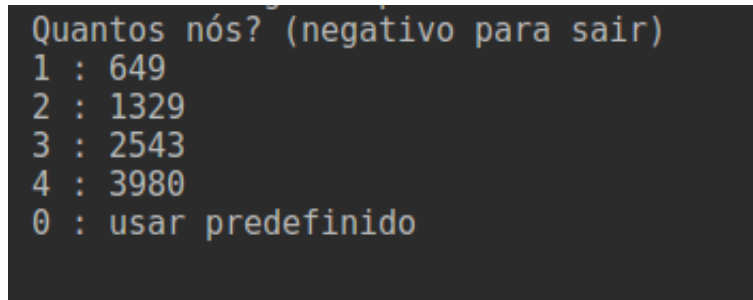 Quantos nós? (negativo para sair)
1 : 649
2 : 1329
3 : 2543
4 : 3980
0 : usar predefinido